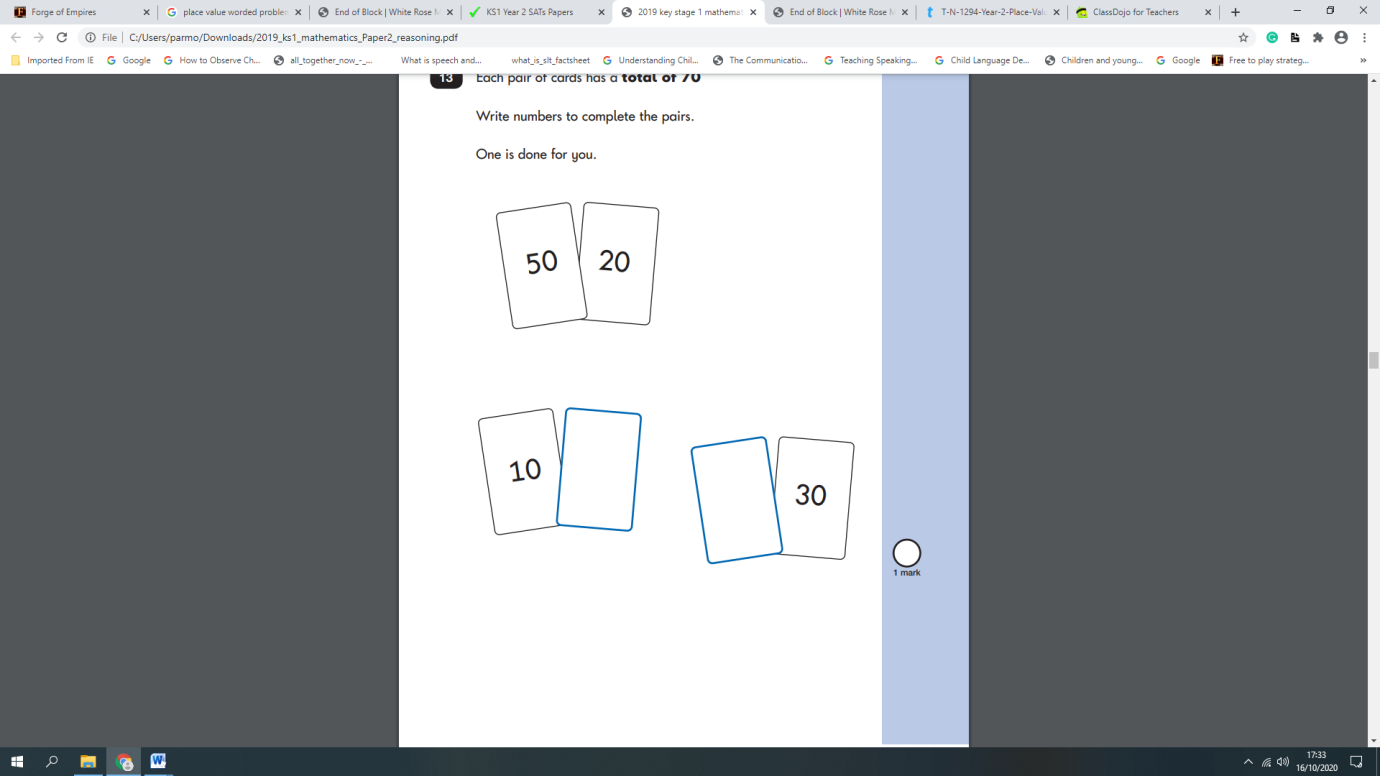 Forge of Empires
place value worded problem
End of Block | White Rose M
KS1 Year 2 SATs Papers
2019 key stage 1 mathemat
End of Block | White Rose M
T-N-1294-Year-2-Place-Valu
ClassDojo for Teachers
File
C:/Users/parmo/Downloads/2019_ks1_mathematics_Paper2_reasoning.pdf
Imported From IE
Google
How to Observe Ch...
all_together_now_-_...
What is speech and...
what_is_slt_factsheet
Understanding Chil...
The Communicatio...
Teaching Speaking...
Child Language De...
Children and young...
Google
Free to play strateg...
13 Each pair of cards has a total of 70
Write numbers to complete the pairs.
One is done for you.
50 20
10
30
1 mark
17:33
16/10/2020